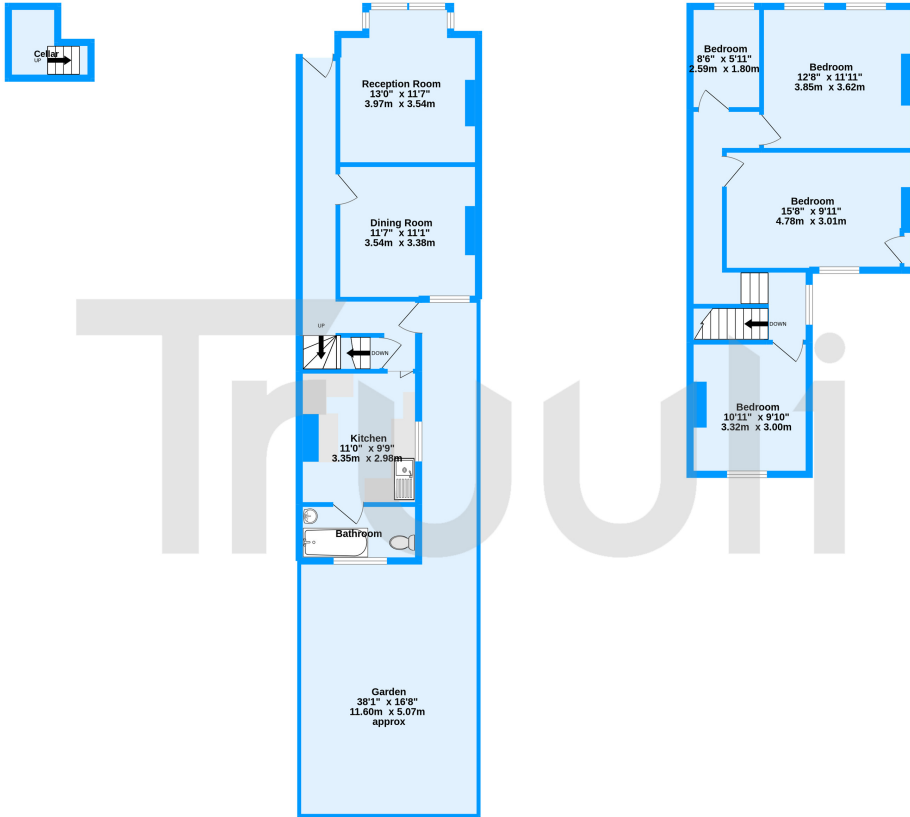 Cellar
UP
Reception Room
13'0" x 11'7"
3.97m x 3.54m
Dining Room
11'7" x 11'1"
3.54m x 3.38m
UP
DOWN
Kitchen
11'0" x 9'9"
3.35m x 2.98m
Bathroom
Garden
38'1" x 16'8"
11.60m x 5.07m
approx
Bedroom
8'6" x 5'11"
2.59m x 1.80m
Bedroom
12'8" x 11'11"
3.85m x 3.62m
Bedroom
15'8" x 9'11"
4.78m x 3.01m
DOWN
Bedroom
10'11" x 9'10"
3.32m x 3.00m
Truuli